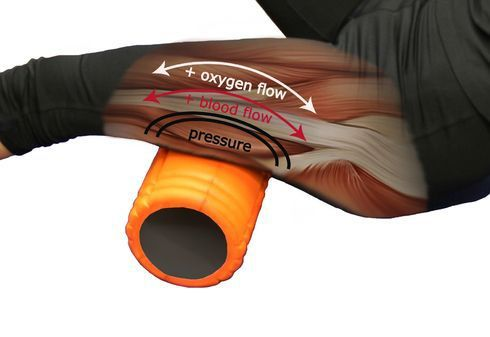 + oxygen flow
+ blood flow
pressure